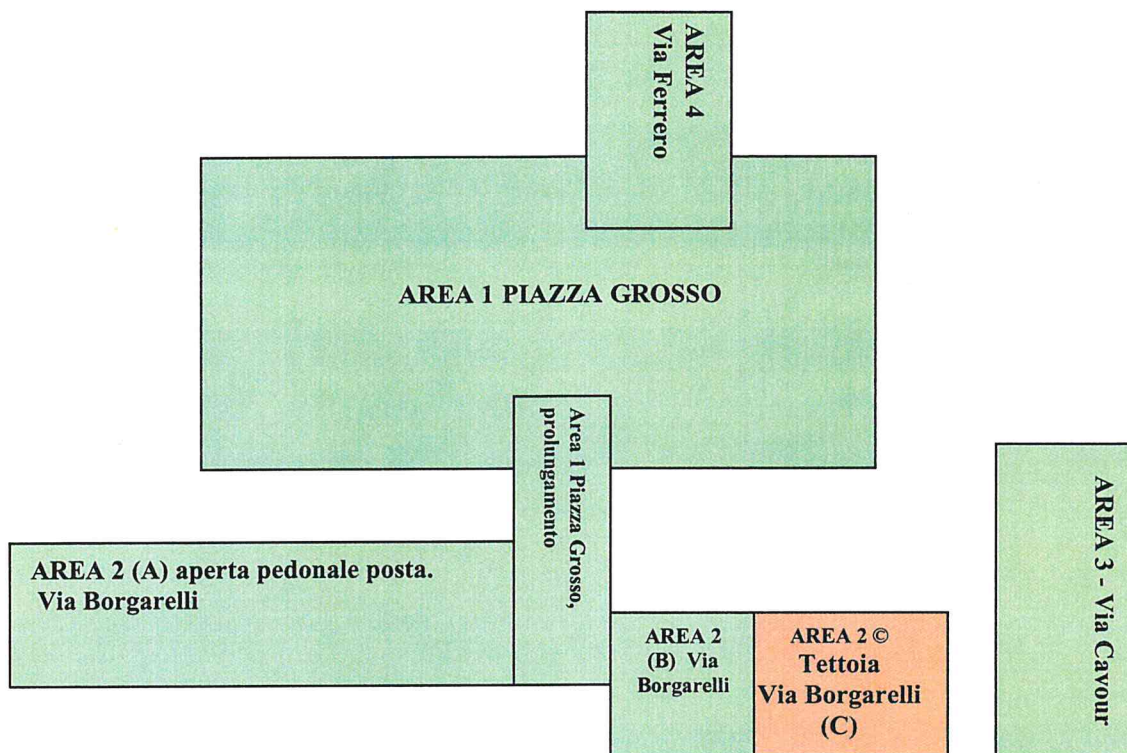 AREA 4
Via Ferrero
AREA 1 PIAZZA GROSSO
Area 1 Piazza Grosso,
prolungamento
AREA 2 (A) aperta pedonale posta.
Via Borgarelli
AREA 2
(B) Via
Borgarelli
AREA 2 ©
Tettoia
Via Borgarelli
(C)
AREA 3 - Via Cavour